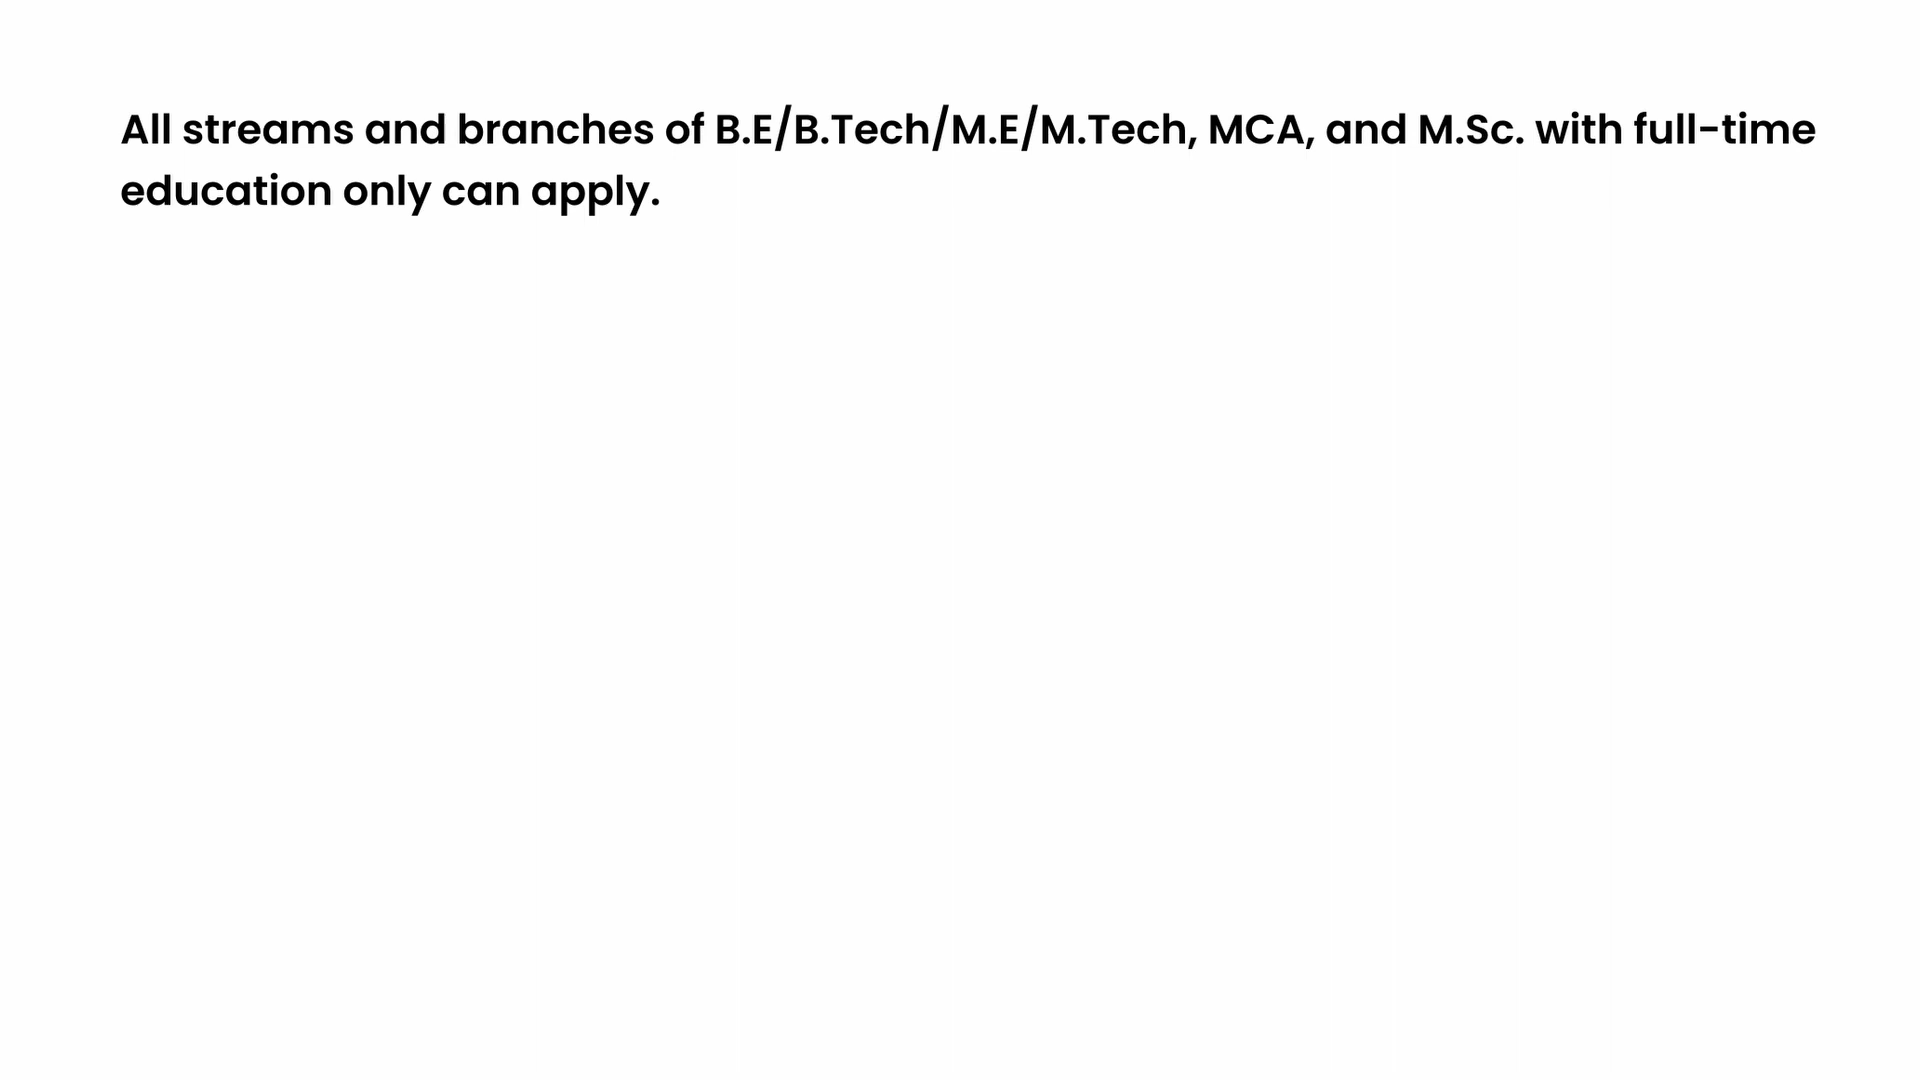 All streams and branches of B.E/B.Tech/M.E/M.Tech, MCA, and M.Sc. with full-time
education only can apply.